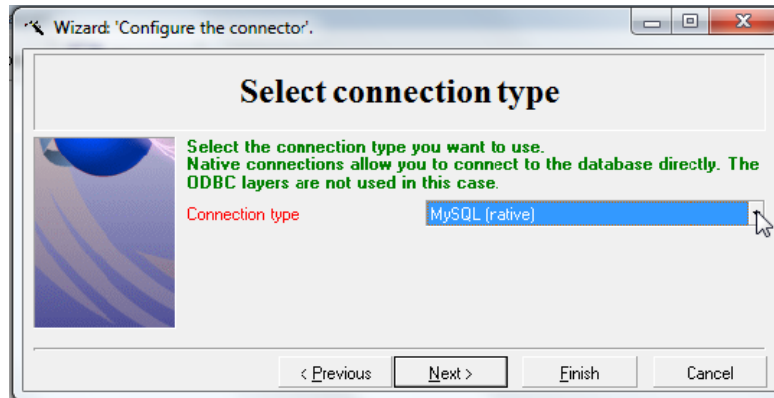 Wizard: 'Configure the connector'.
Select connection type
Select the connection type you want to use.
Native connections allow you to connect to the database directly. The
ODBC layers are not used in this case.
Connection type
MySQL (native)
< Previous
Next >
Finish
Cancel